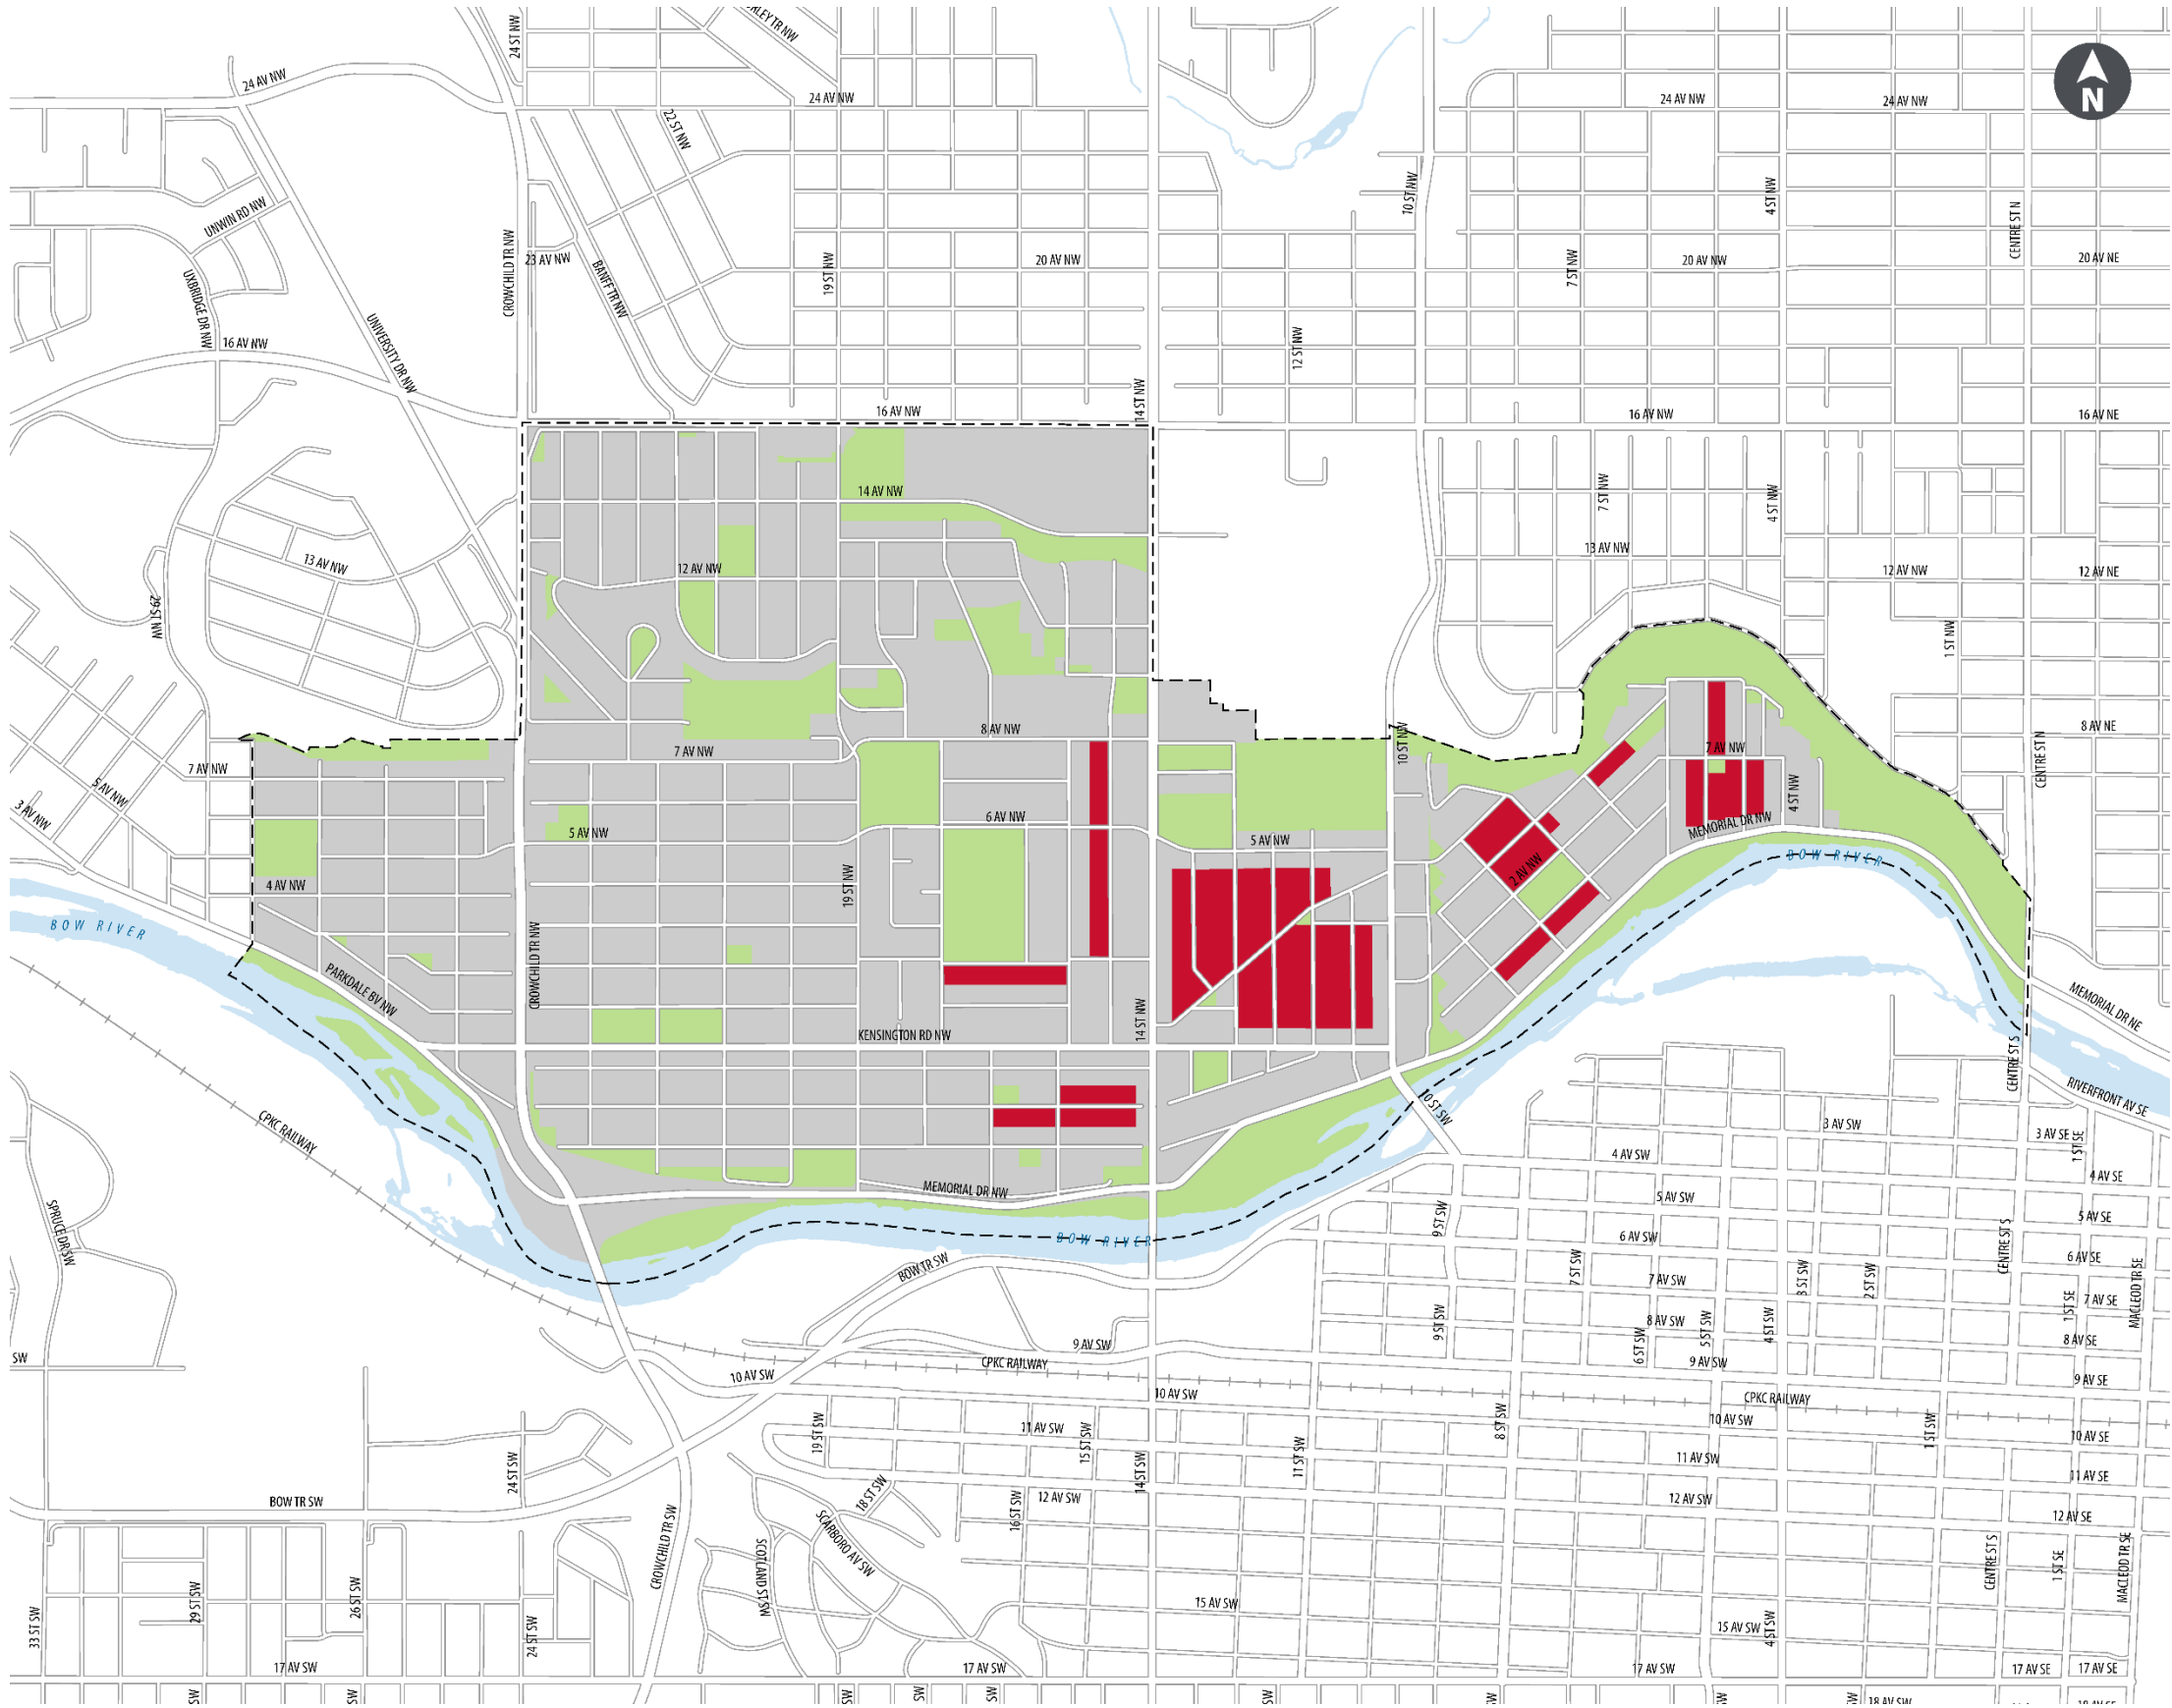 24 ST NW
24 AV NW
22 ST NW
24 AV NW
24 AV NW
24 AV NW
N
UNWIN RD NW
10 ST NW
4 ST NW
CENTRE ST N
UXBRIDGE DR NW
CROWCHILD TR NW
23 AV NW
BANFF TR NW
19 ST NW
20 AV NW
7 ST NW
20 AV NW
20 AV NE
16 AV NW
UNIVERSITY DR NW
12 ST NW
14 ST NW
16 AV NW
16 AV NW
16 AV NE
14 AV NW
7 ST NW
4 ST NW
13 AV NW
12 AV NW
13 AV NW
12 AV NW
12 AV NE
29 ST NW
1 ST NW
8 AV NW
8 AV NE
7 AV NW
10 ST NW
7 AV NW
CENTRE ST N
7 AV NW
5 AV NW
3 AV NW
4 ST NW
5 AV NW
6 AV NW
5 AV NW
MEMORIAL DR NW
BOW RIVER
4 AV NW
19 ST NW
2 AV NW
BOW RIVER
CROWCHILD TR NW
PARKDALE BV NW
14 ST NW
KENSINGTON RD NW
MEMORIAL DR NE
CENTRE ST S
RIVERFRONT AV SE
CPKC RAILWAY
10 ST SW
3 AV SW
3 AV SE
1 ST SE
4 AV SW
4 AV SE
MEMORIAL DR NW
5 AV SW
5 AV SE
SPRUCE DR SW
9 ST SW
BOW RIVER
6 AV SW
CENTRE ST S
6 AV SE
BOW TR SW
7 ST SW
7 AV SW
3 ST SW
2 ST SW
7 AV SE
1 ST SE
MACLEOD TR SE
9 ST SW
8 AV SW
5 ST SW
4 ST SW
8 AV SE
6 ST SW
9 AV SW
SW
CPKC RAILWAY
9 AV SW
10 AV SW
10 AV SW
9 AV SE
CPKC RAILWAY
10 AV SW
19 ST SW
11 AV SW
15 ST SW
8 ST SW
1 ST SW
10 AV SE
11 ST SW
11 AV SW
11 AV SE
24 ST SW
14 ST SW
BOW TR SW
18 ST SW
12 AV SW
12 AV SW
12 AV SE
16 ST SW
CROWCHILD TR SW
SCARBORO AV SW
SCOTLAND ST SW
CENTRE ST S
1 ST SE
MACLEOD TR SE
33 ST SW
29 ST SW
26 ST SW
24 ST SW
15 AV SW
15 AV SW
4 ST SW
17 AV SW
17 AV SW
17 AV SW
17 AV SE
17 AV SE
SW
SW
SW
SW
SW
SW
SW
SW
SW
18 AV SW